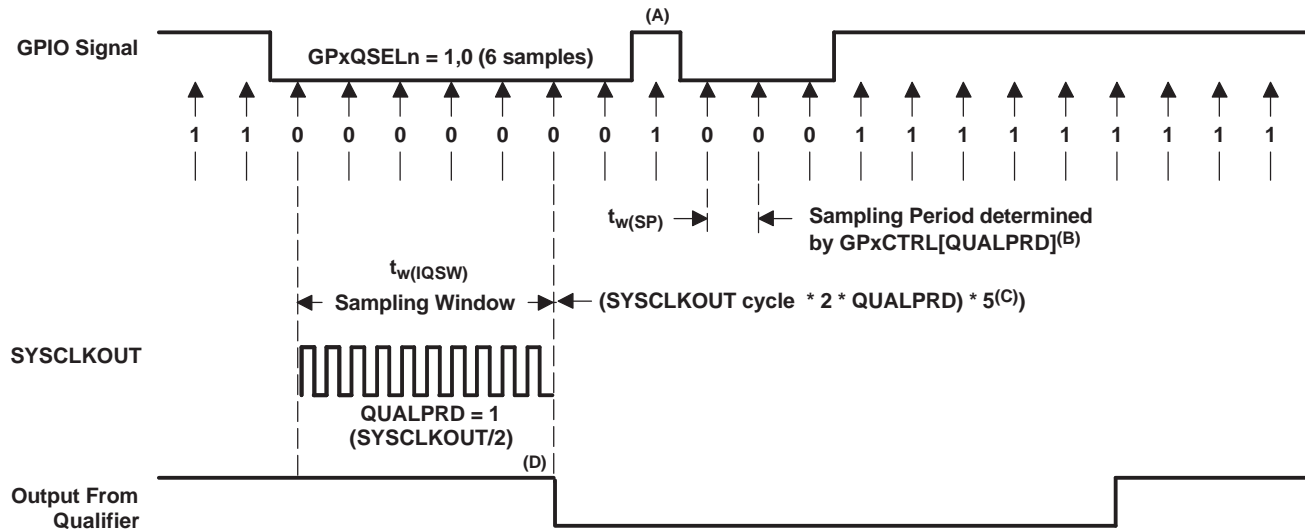 (A)
GPIO Signal
GPxQSELn = 1,0 (6 samples)
1 1 0 0 0 0 0 0 0 1 0 0 0 1 1 1 1 1 1 1 1 1
tw(SP)
Sampling Period determined
by GPxCTRL[QUALPRD](B)
tw(IQSW)
Sampling Window
(SYSCLKOUT cycle * 2 * QUALPRD) * 5(C))
SYSCLKOUT
QUALPRD = 1
(SYSCLKOUT/2)
(D)
Output From
Qualifier